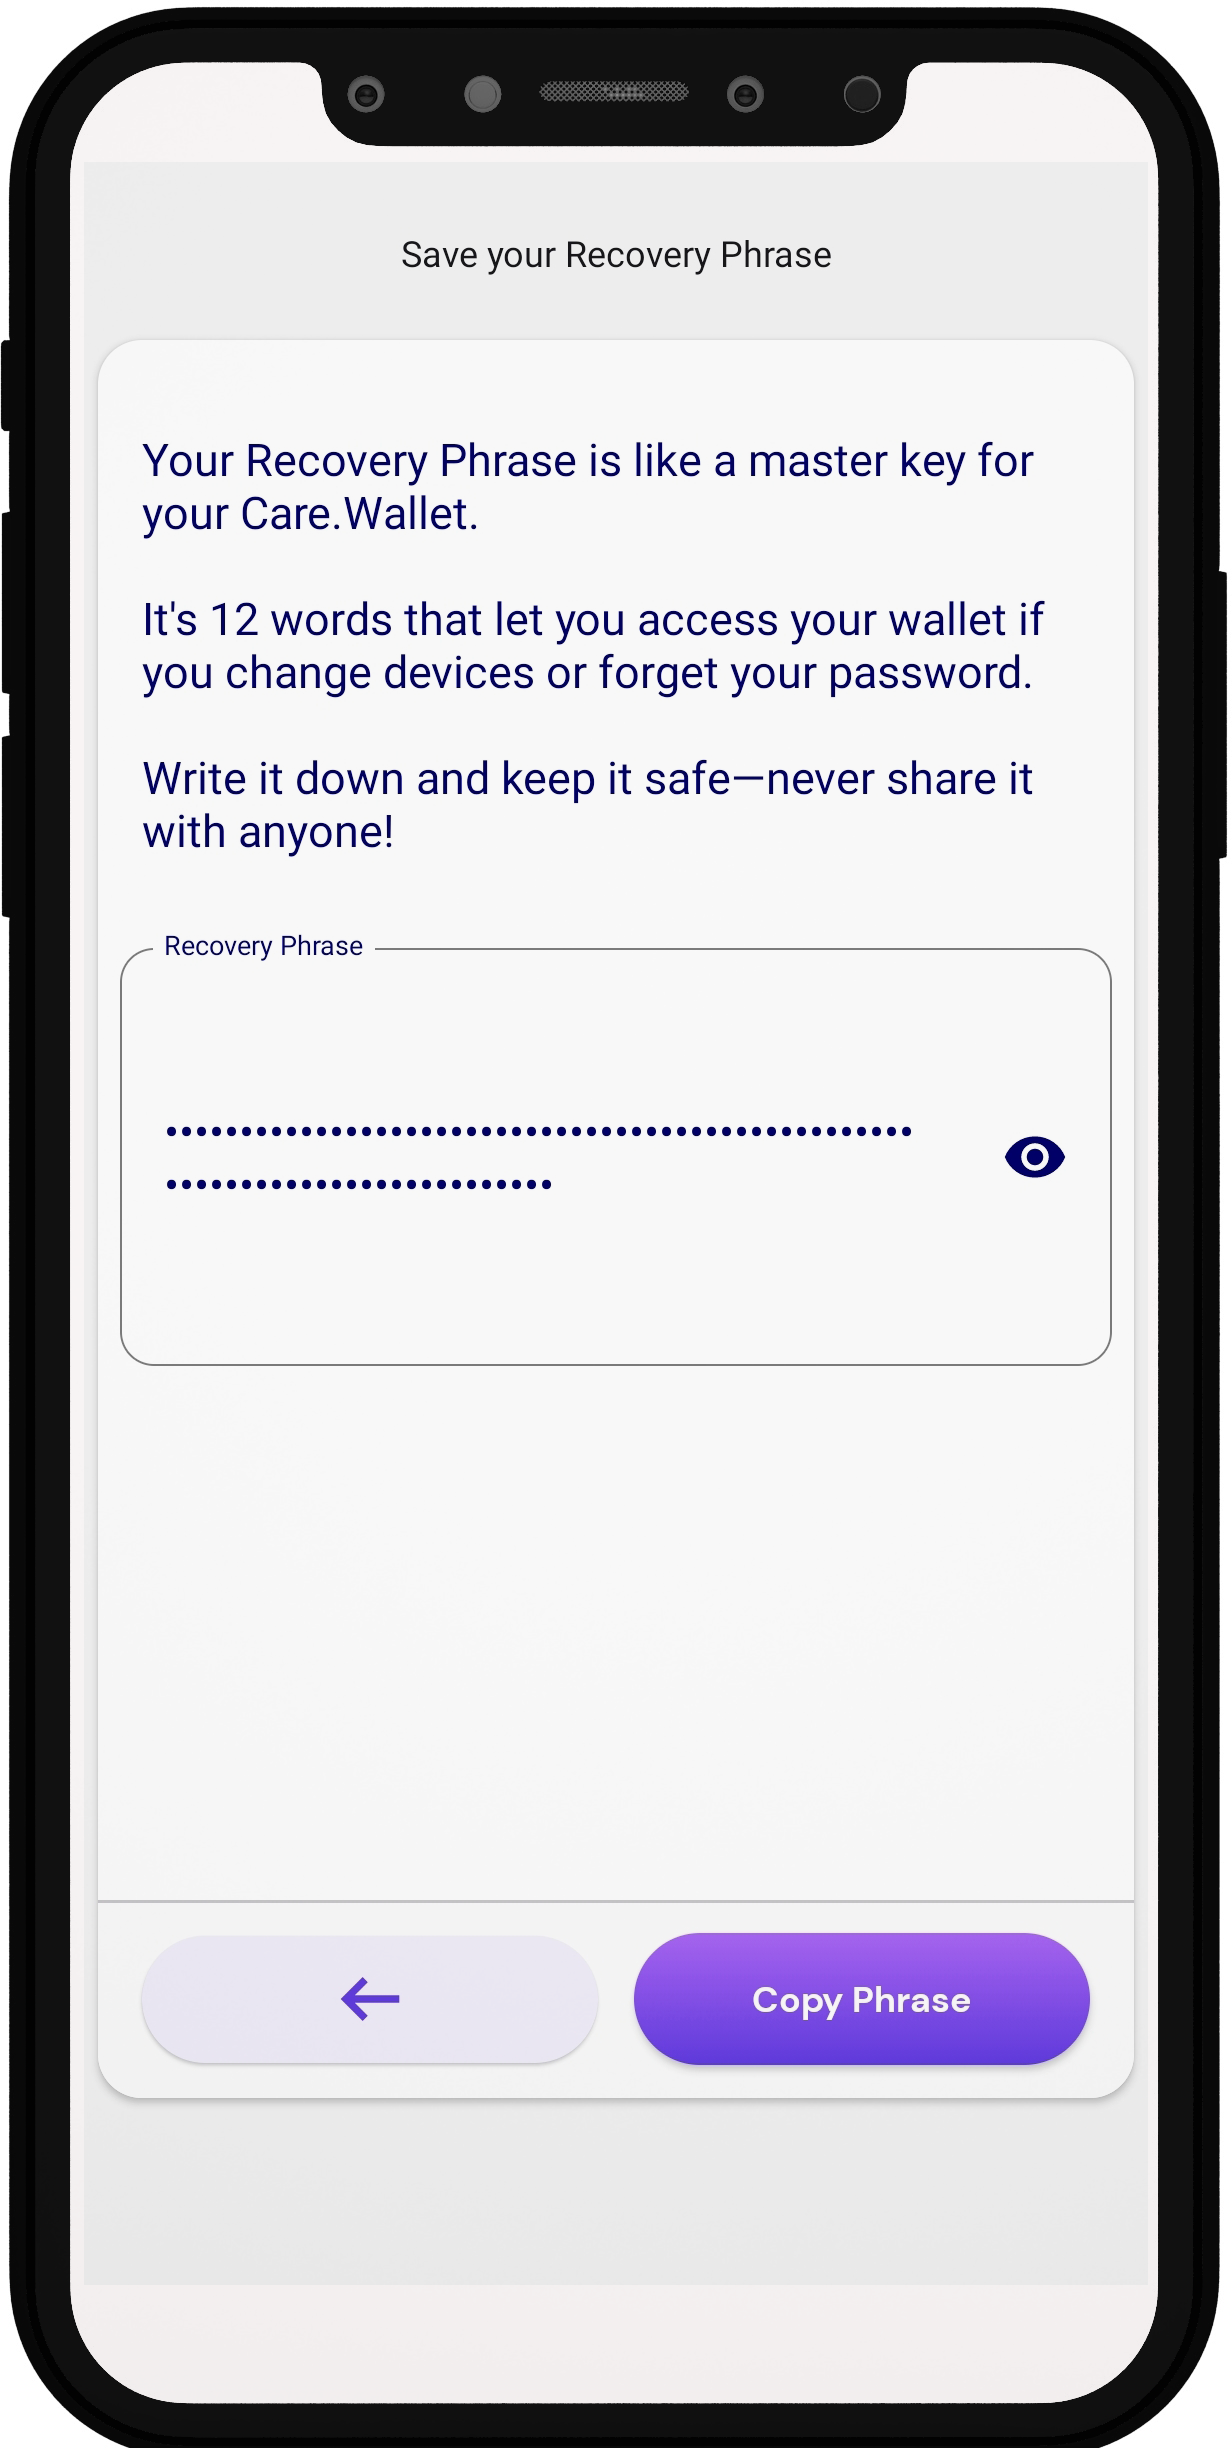 Save your Recovery Phrase
Your Recovery Phrase is like a master key for
your Care.Wallet.
It's 12 words that let you access your wallet if
you change devices or forget your password.
Write it down and keep it safe—never share it
with anyone!
Recovery Phrase
Copy Phrase